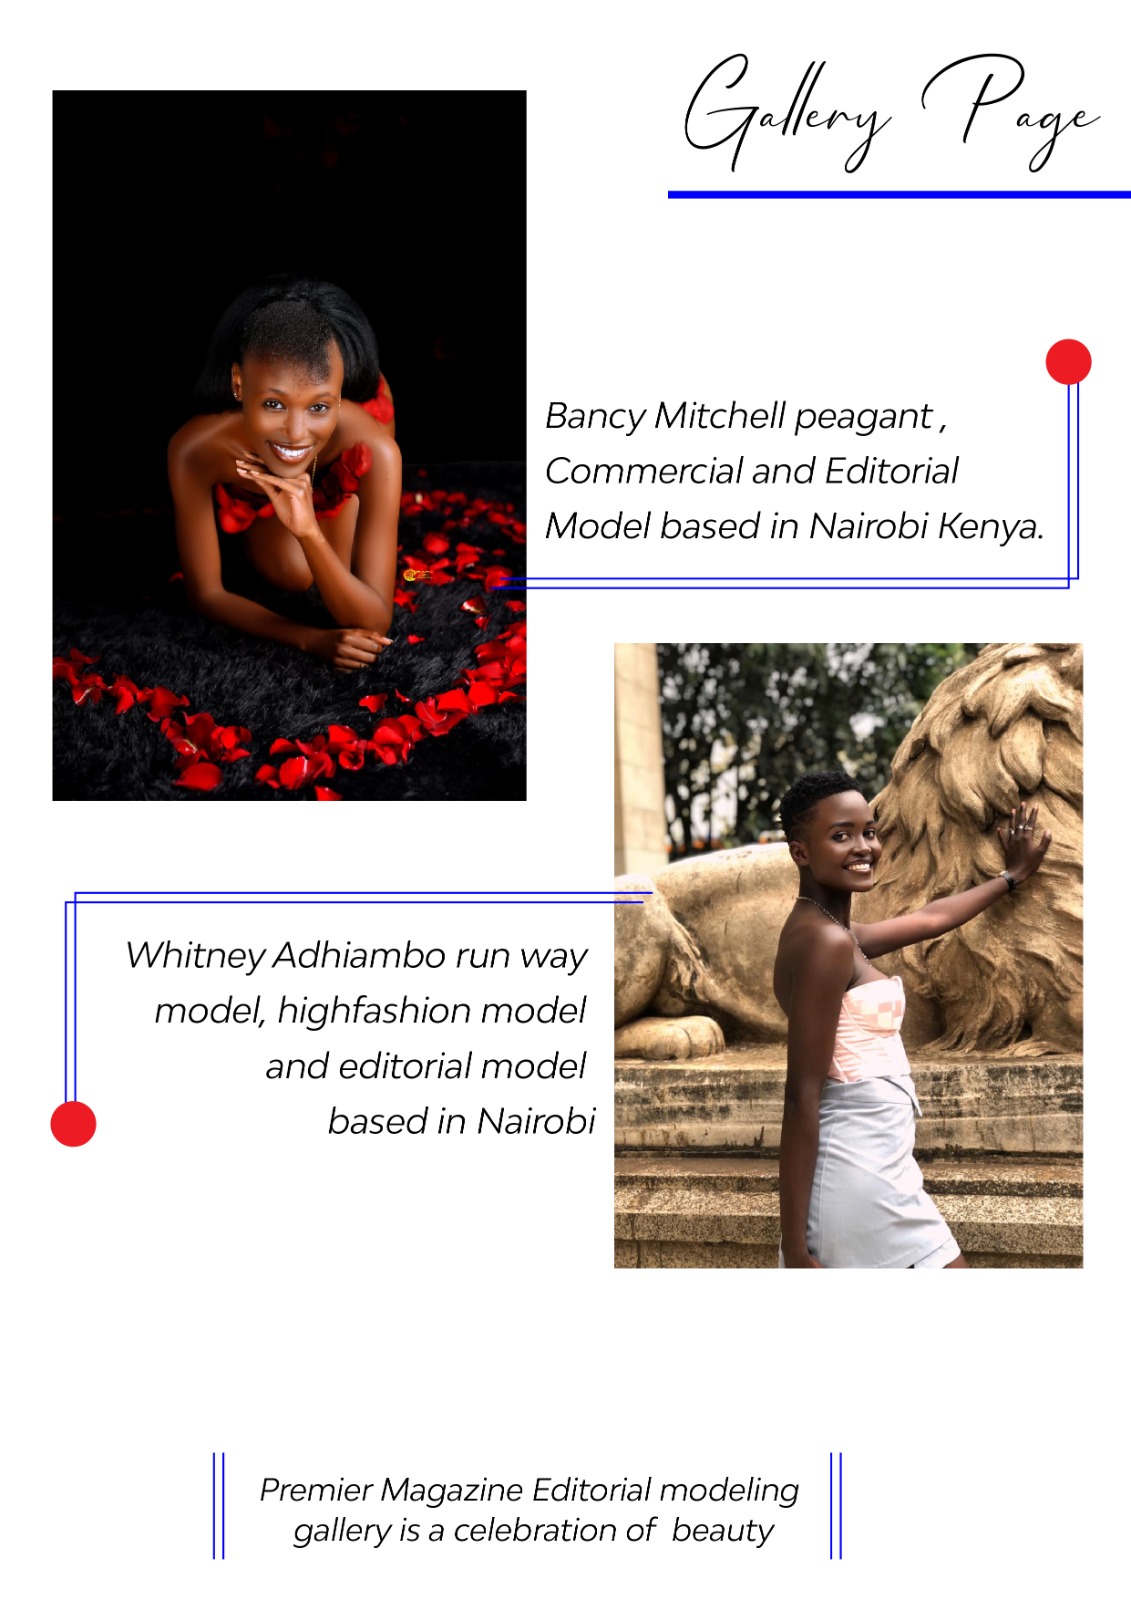 Gallery Page
Bancy Mitchell peagant ,
Commercial and Editorial
Model based in Nairobi Kenya.
Whitney Adhiambo run way
model, highfashion model
and editorial model
based in Nairobi
Premier Magazine Editorial modeling
gallery is a celebration of  beauty